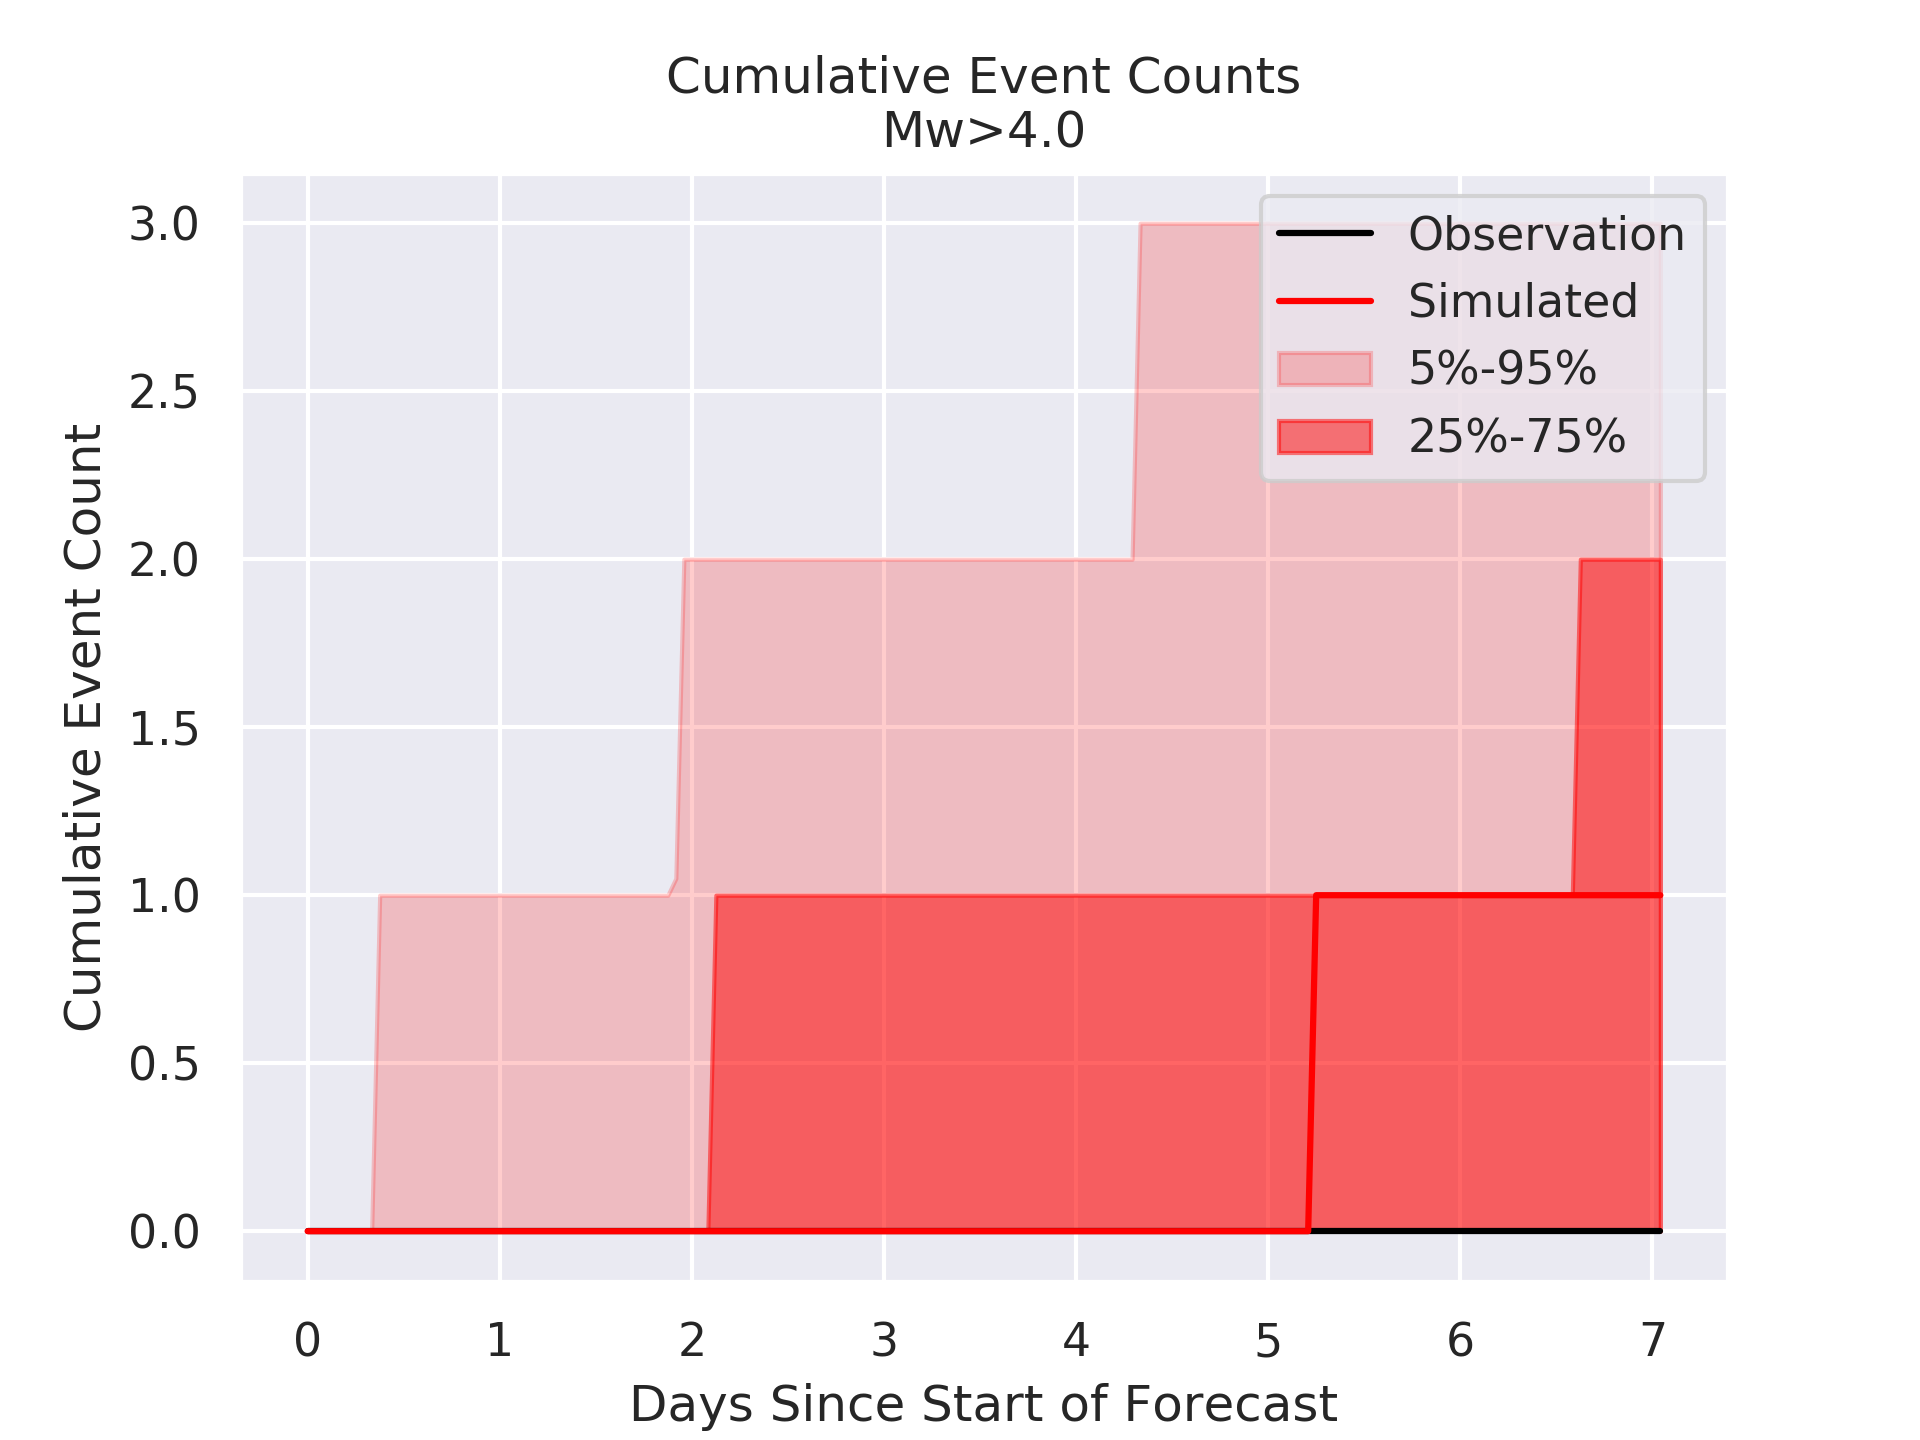 Cumulative Event Counts
Mw>4.0
Cumulative Event Count
3.0
2.5
2.0
1.5
1.0
0.5
0.0
Observation
Simulated
5%-95%
25%-75%
0 1 2 3 4 5 6 7
Days Since Start of Forecast